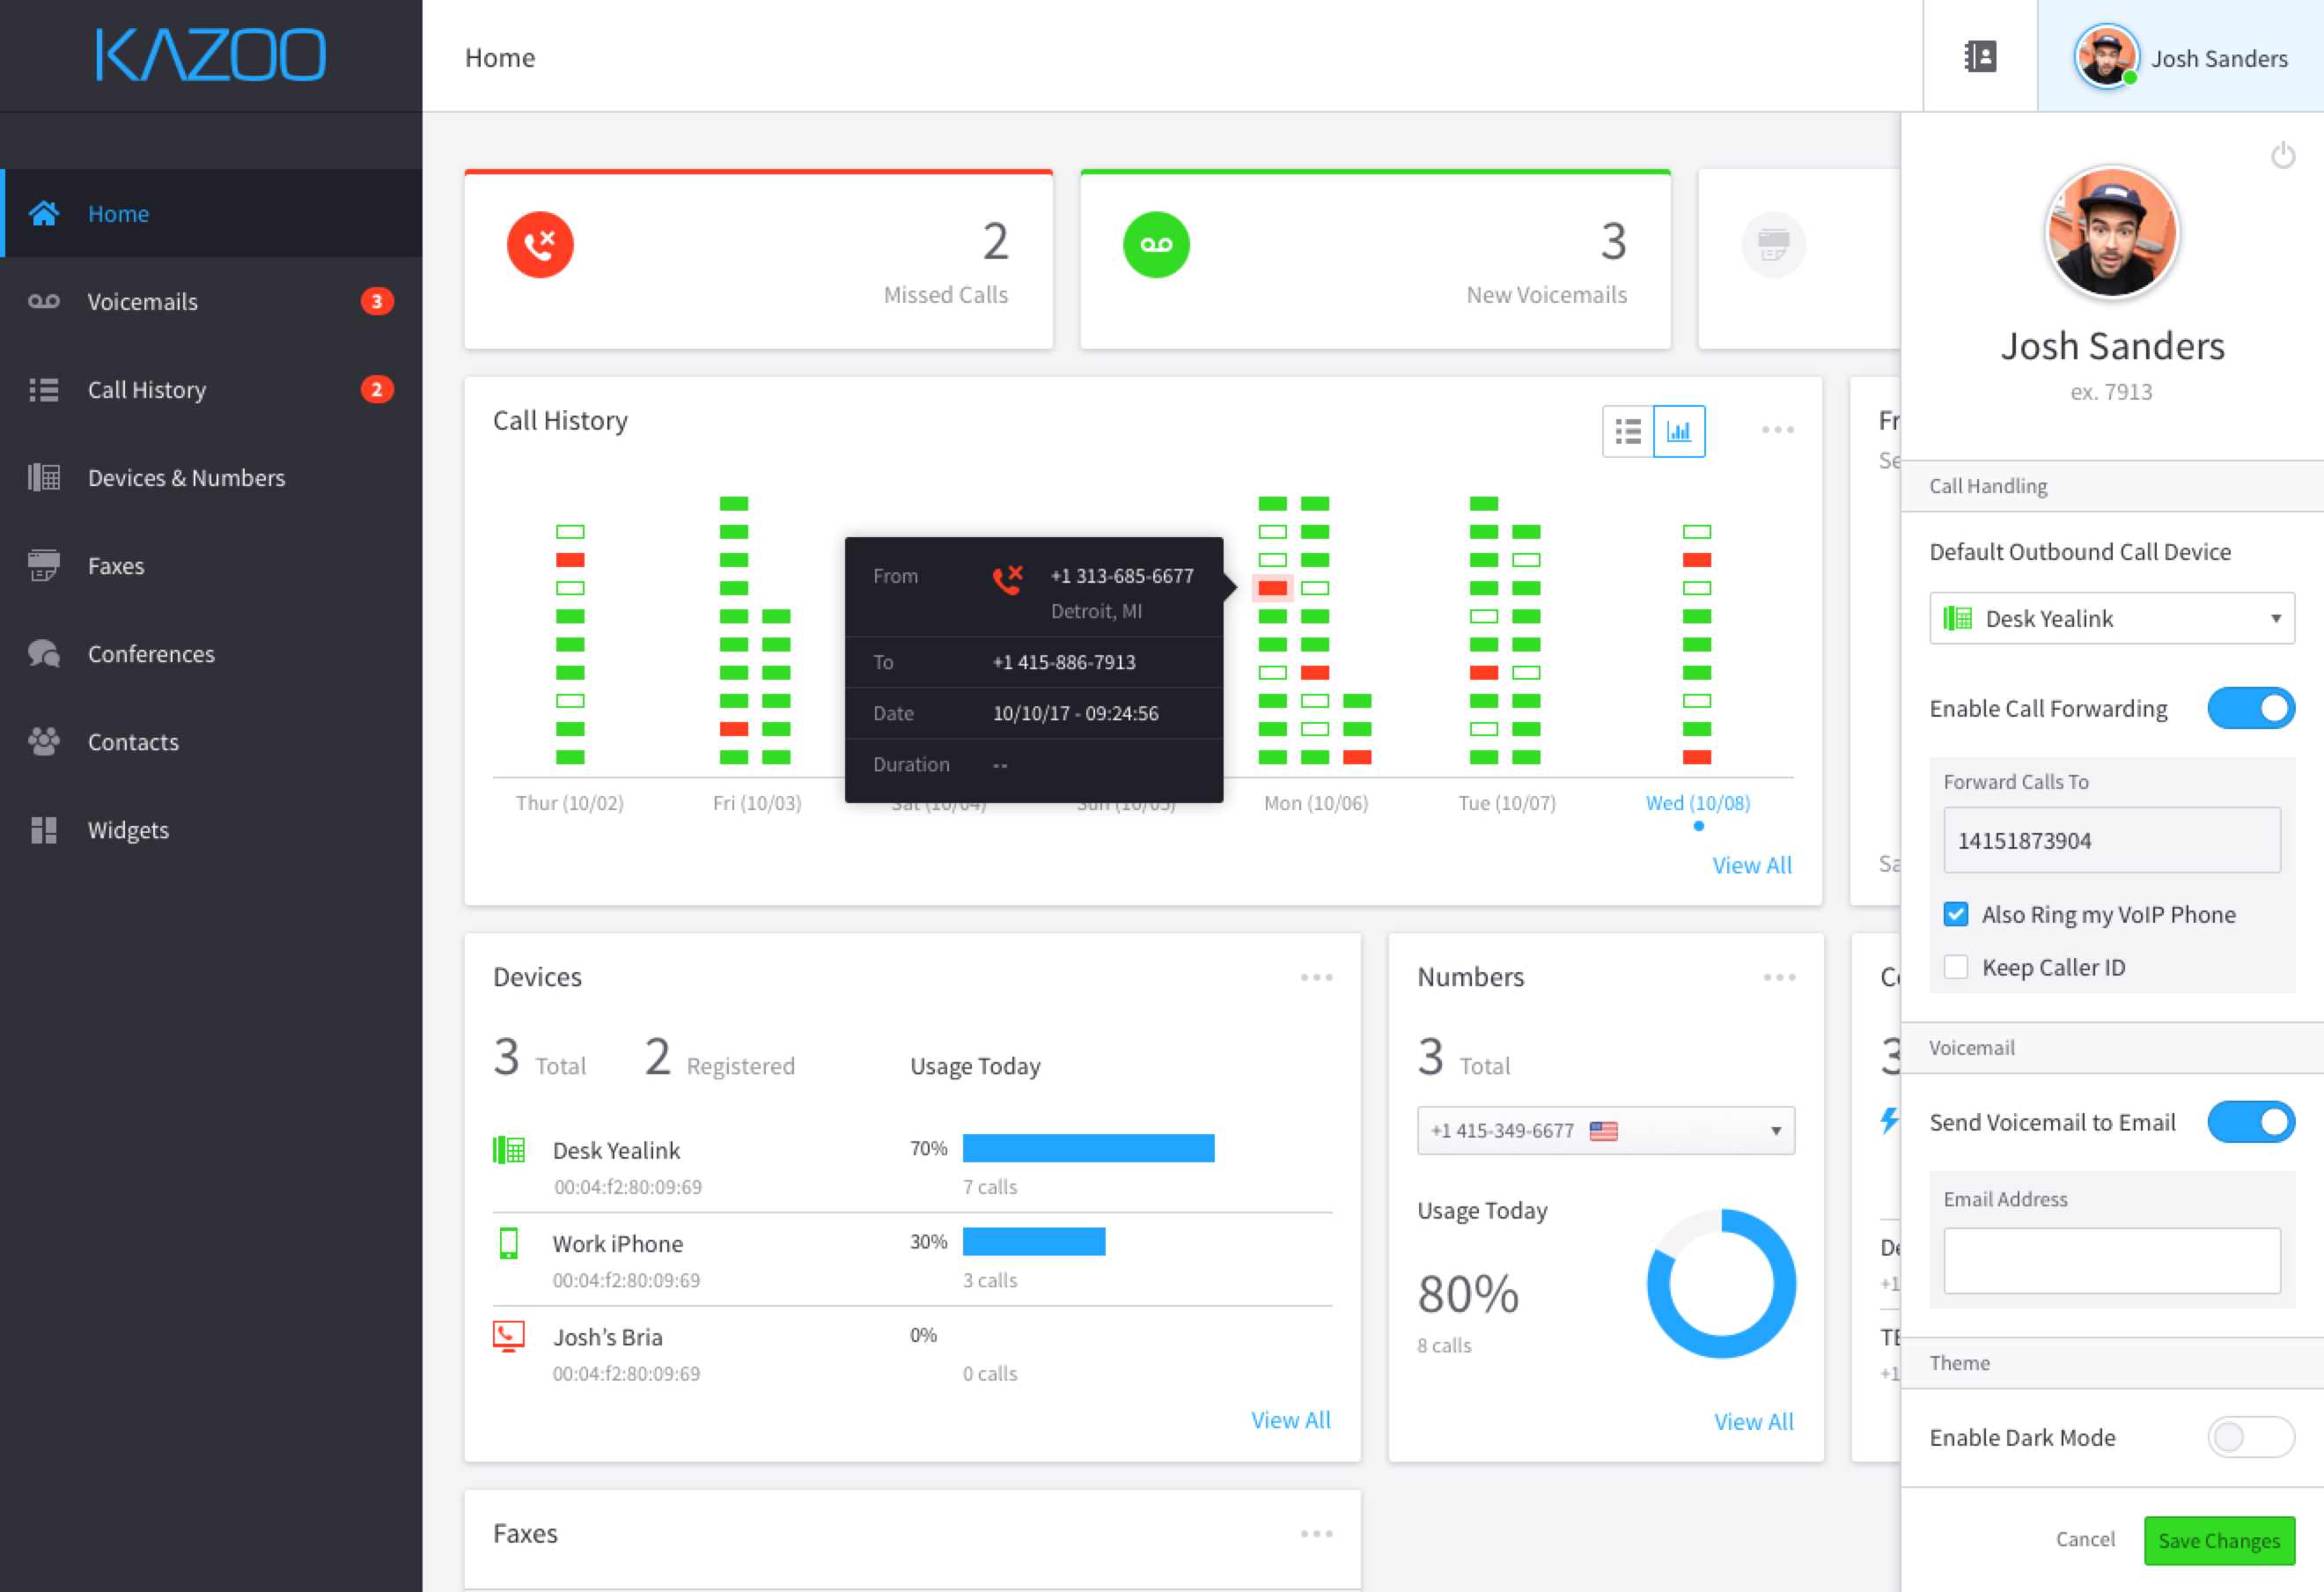 KAZOO
Home
Josh Sanders
Home
Voicemails 3
Call History 2
Devices & Numbers
Faxes
Conferences
Contacts
Widgets
2
Missed Calls
3
New Voicemails
Call History
From +1 313-685-6677
Detroit, MI
To +1 415-886-7913
Date 10/10/17 - 09:24:56
Duration --
Thur (10/02) Fri (10/03) Sat (10/04) Sun (10/05) Mon (10/06) Tue (10/07) Wed (10/08)
View All
Fr
Se
Sa
Devices
3 Total 2 Registered Usage Today
Desk Yealink 70%
00:04:f2:80:09:69 7 calls
Work iPhone 30%
00:04:f2:80:09:69 3 calls
Josh's Bria 0%
00:04:f2:80:09:69 0 calls
View All
Numbers
3 Total
+1 415-349-6677
Usage Today
80%
8 calls
View All
3
De
+1
+1
Faxes
Josh Sanders
ex. 7913
Call Handling
Default Outbound Call Device
Desk Yealink
Enable Call Forwarding
Forward Calls To
14151873904
Also Ring my VoIP Phone
Keep Caller ID
Voicemail
Send Voicemail to Email
Email Address
Theme
Enable Dark Mode
Cancel Save Changes